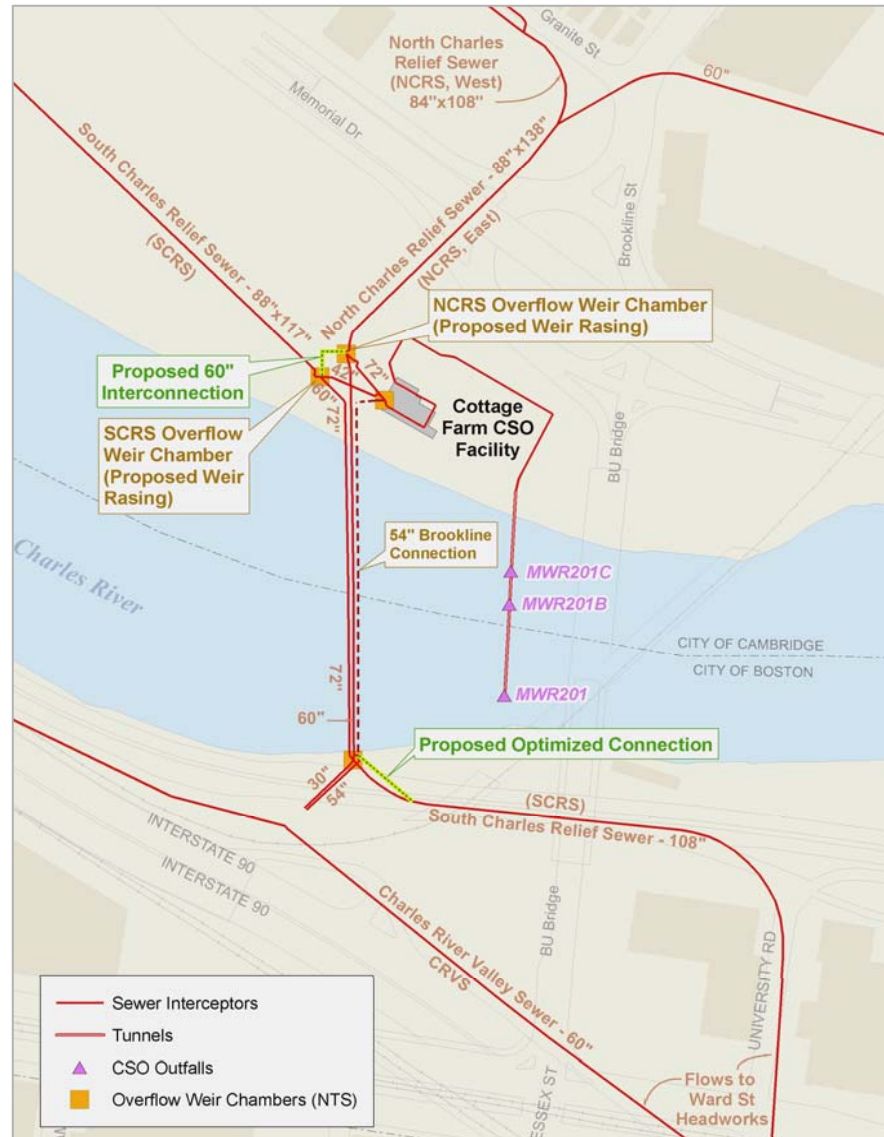 Granite St
North Charles
Relief Sewer
(NCRS, West)
84"x108"
60"
Memorial Dr
South Charles Relief Sewer - 88"x117"
(SCRS)
North Charles Relief Sewer - 88"x138"
(NCRS, East)
Brookline St
NCRS Overflow Weir Chamber
(Proposed Weir Rasing)
Proposed 60"
Interconnection
42"
72"
60"
72"
SCRS Overflow
Weir Chamber
(Proposed Weir
Rasing)
Cottage
Farm CSO
Facility
BU Bridge
54" Brookline
Connection
Charles River
MWR201C
MWR201B
CITY OF CAMBRIDGE
CITY OF BOSTON
MWR201
72"
60"
Proposed Optimized Connection
30"
54"
(SCRS)
South Charles Relief Sewer - 108"
INTERSTATE 90
INTERSTATE 90
BU Bridge
Charles River Valley Sewer - 60"
CRVS
UNIVERSITY RD
Flows to
Ward St
Headworks
Sewer Interceptors
Tunnels
CSO Outfalls
Overflow Weir Chambers (NTS)
ESSEX ST